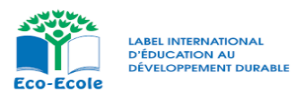 Eco-Ecole
LABEL INTERNATIONAL
D'ÉDUCATION AU
DÉVELOPPEMENT DURABLE